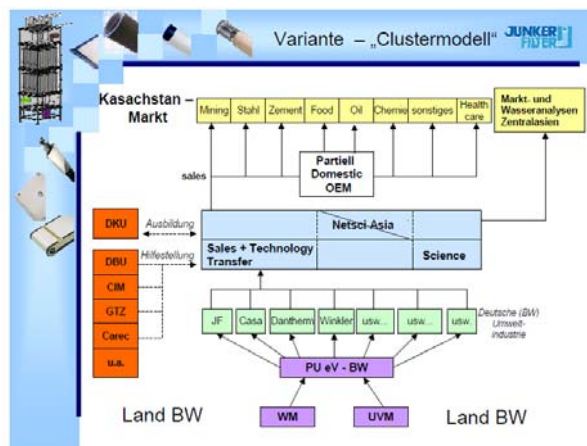 Variante – „Clustermodell"
JUNKER
FILTER
Kasachstan –
Markt
Mining
Stahl
Zement
Food
Oil
Chemie
sonstiges
Health
care
Markt- und
Wasseranalysen
Zentralasien
sales
Partiell
Domestic
OEM
DKU
Ausbildung
Netsci Asia
Sales + Technology
Transfer
Science
DBU
Hilfestellung
CIM
GTZ
Carec
u.a.
JF
Casa
Dantherm
Winkler
usw...
usw...
usw.
Deutsche (BW)
Umwelt-
industrie
PU eV - BW
Land BW
WM
UVM
Land BW